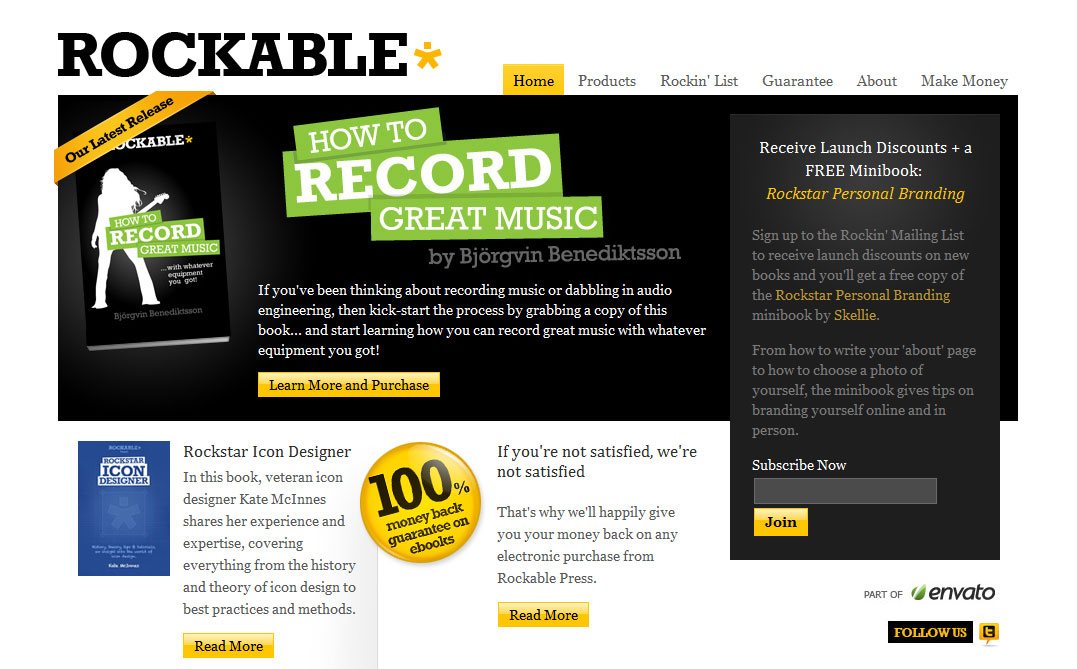 ROCKABLE*
Home Products Rockin' List Guarantee About Make Money
Our Latest Release
ROCKABLE*
HOW TO
RECORD
GREAT MUSIC
...with whatever
equipment
you got!
Björgvin Benediktsson
HOW TO
RECORD
GREAT MUSIC
by Björgvin Benediktsson
If you've been thinking about recording music or dabbling in audio
engineering, then kick-start the process by grabbing a copy of this
book... and start learning how you can record great music with whatever
equipment you got!
Learn More and Purchase
Receive Launch Discounts + a
FREE Minibook:
Rockstar Personal Branding
Sign up to the Rockin' Mailing List
to receive launch discounts on new
books and you'll get a free copy of
the Rockstar Personal Branding
minibook by Skellie.
From how to write your 'about' page
to how to choose a photo of
yourself, the minibook gives tips on
branding yourself online and in
person.
Subscribe Now
Join
ROCKABLE*
ROCKSTAR
ICON
DESIGNER
Kate McInnes
Rockstar Icon Designer
In this book, veteran icon
designer Kate McInnes
shares her experience and
expertise, covering
everything from the history
and theory of icon design to
best practices and methods.
Read More
100%
money back
guarantee on
ebooks
If you're not satisfied, we're
not satisfied
That's why we'll happily give
you your money back on any
electronic purchase from
Rockable Press.
Read More
PART OF envato
FOLLOW US t